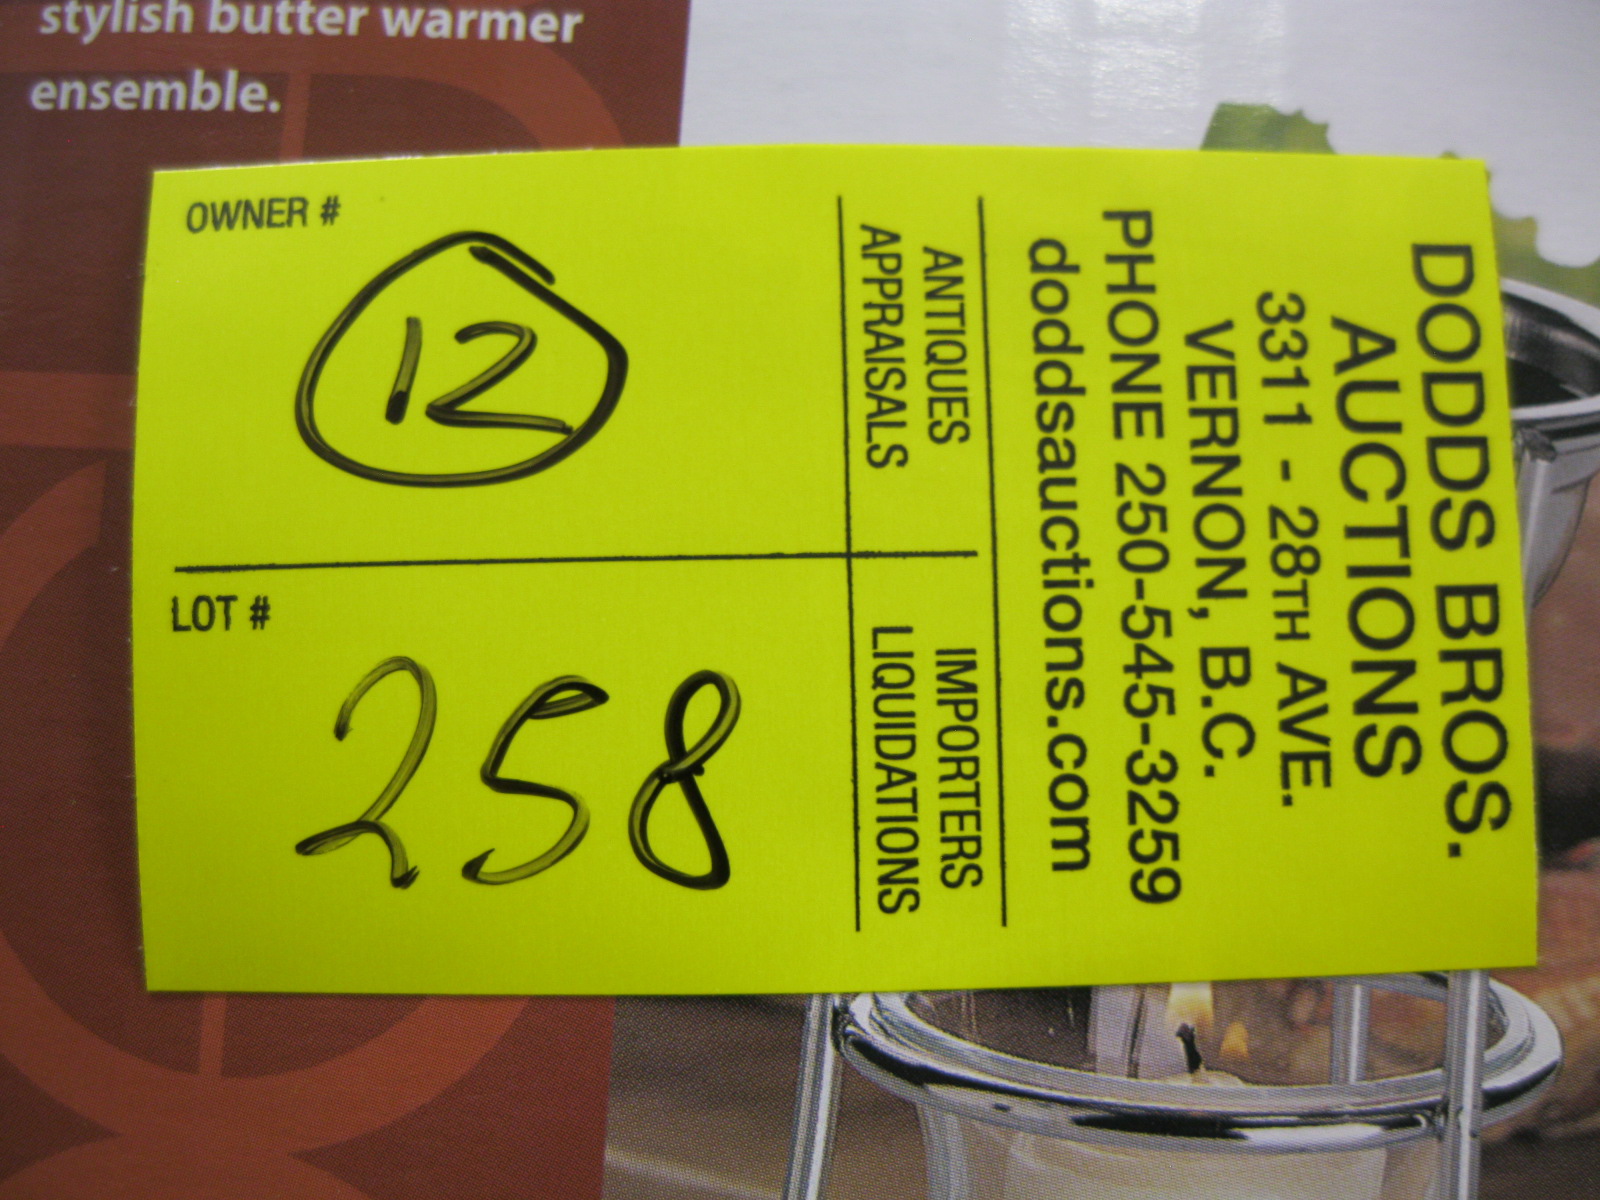 stylish butter warmer
ensemble.
OWNER #
12
LOT #
258
DODDS BROS.
AUCTIONS
3311 - 28TH AVE.
VERNON, B.C.
PHONE 250-545-3259
doddsauctions.com
ANTIQUES
APPRAISALS
IMPORTERS
LIQUIDATIONS